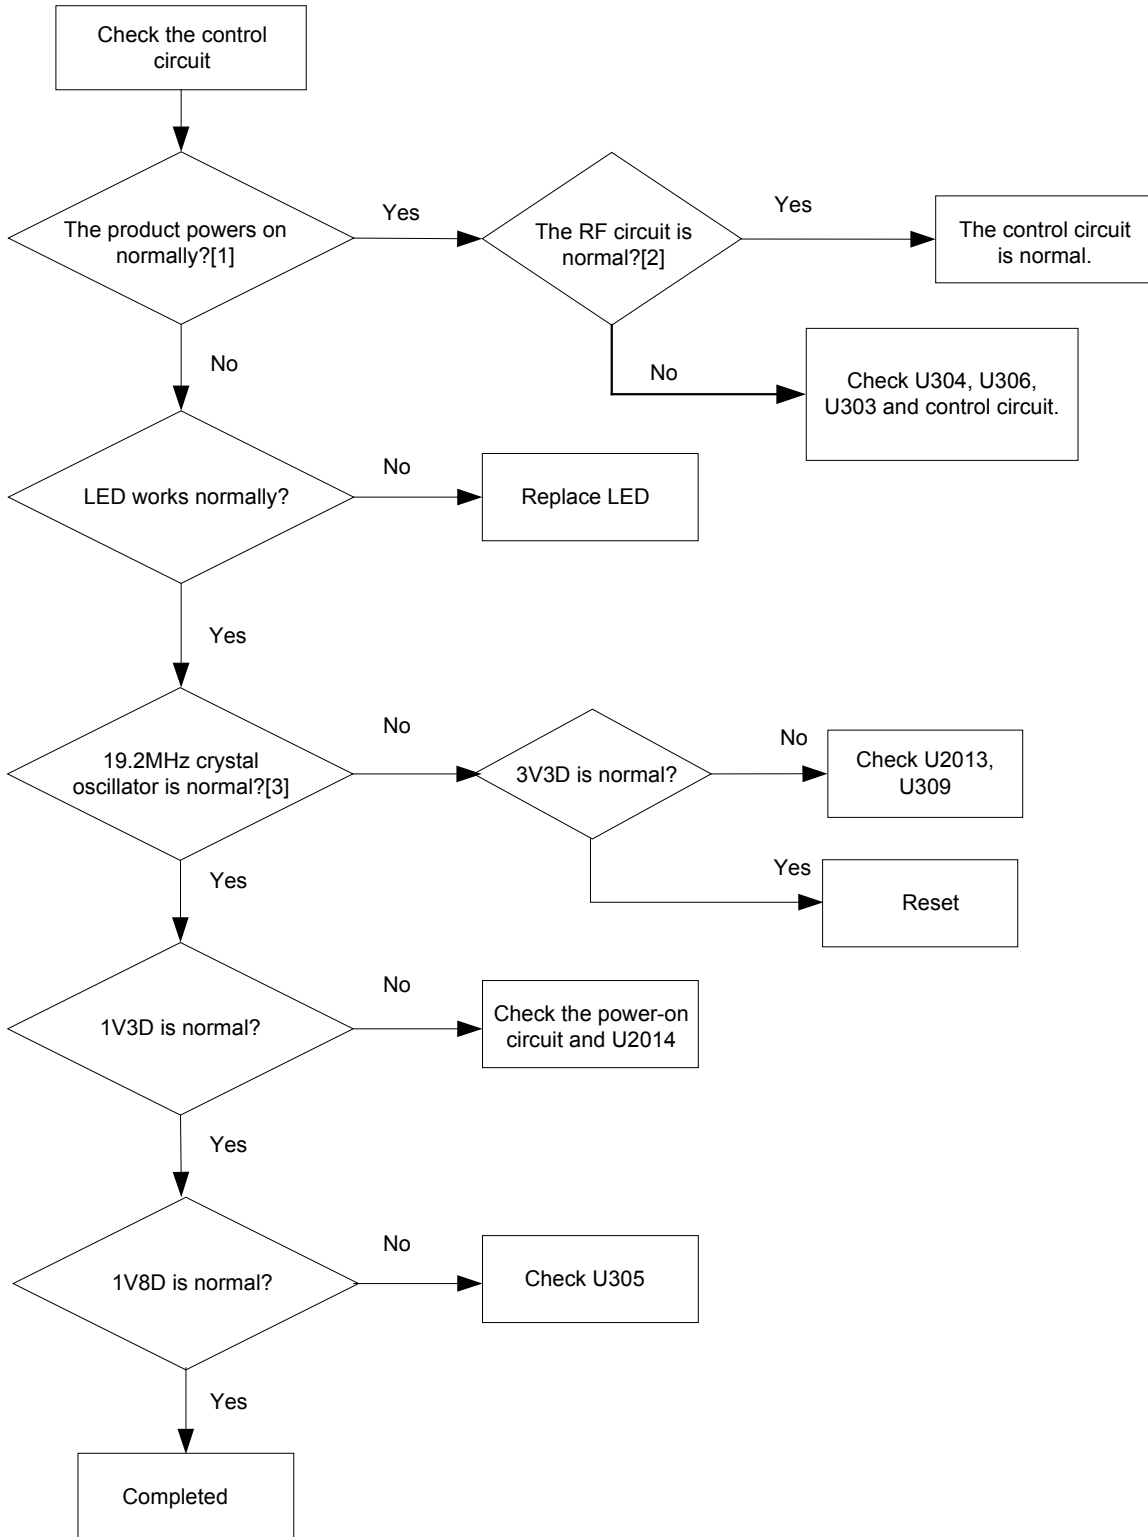 Check the control
circuit
The product powers on
normally?[1]
Yes
The RF circuit is
normal?[2]
Yes
The control circuit
is normal.
No
No
Check U304, U306,
U303 and control circuit.
LED works normally?
No
Replace LED
Yes
19.2MHz crystal
oscillator is normal?[3]
No
3V3D is normal?
No
Check U2013,
U309
Yes
Reset
Yes
1V3D is normal?
No
Check the power-on
circuit and U2014
Yes
1V8D is normal?
No
Check U305
Yes
Completed